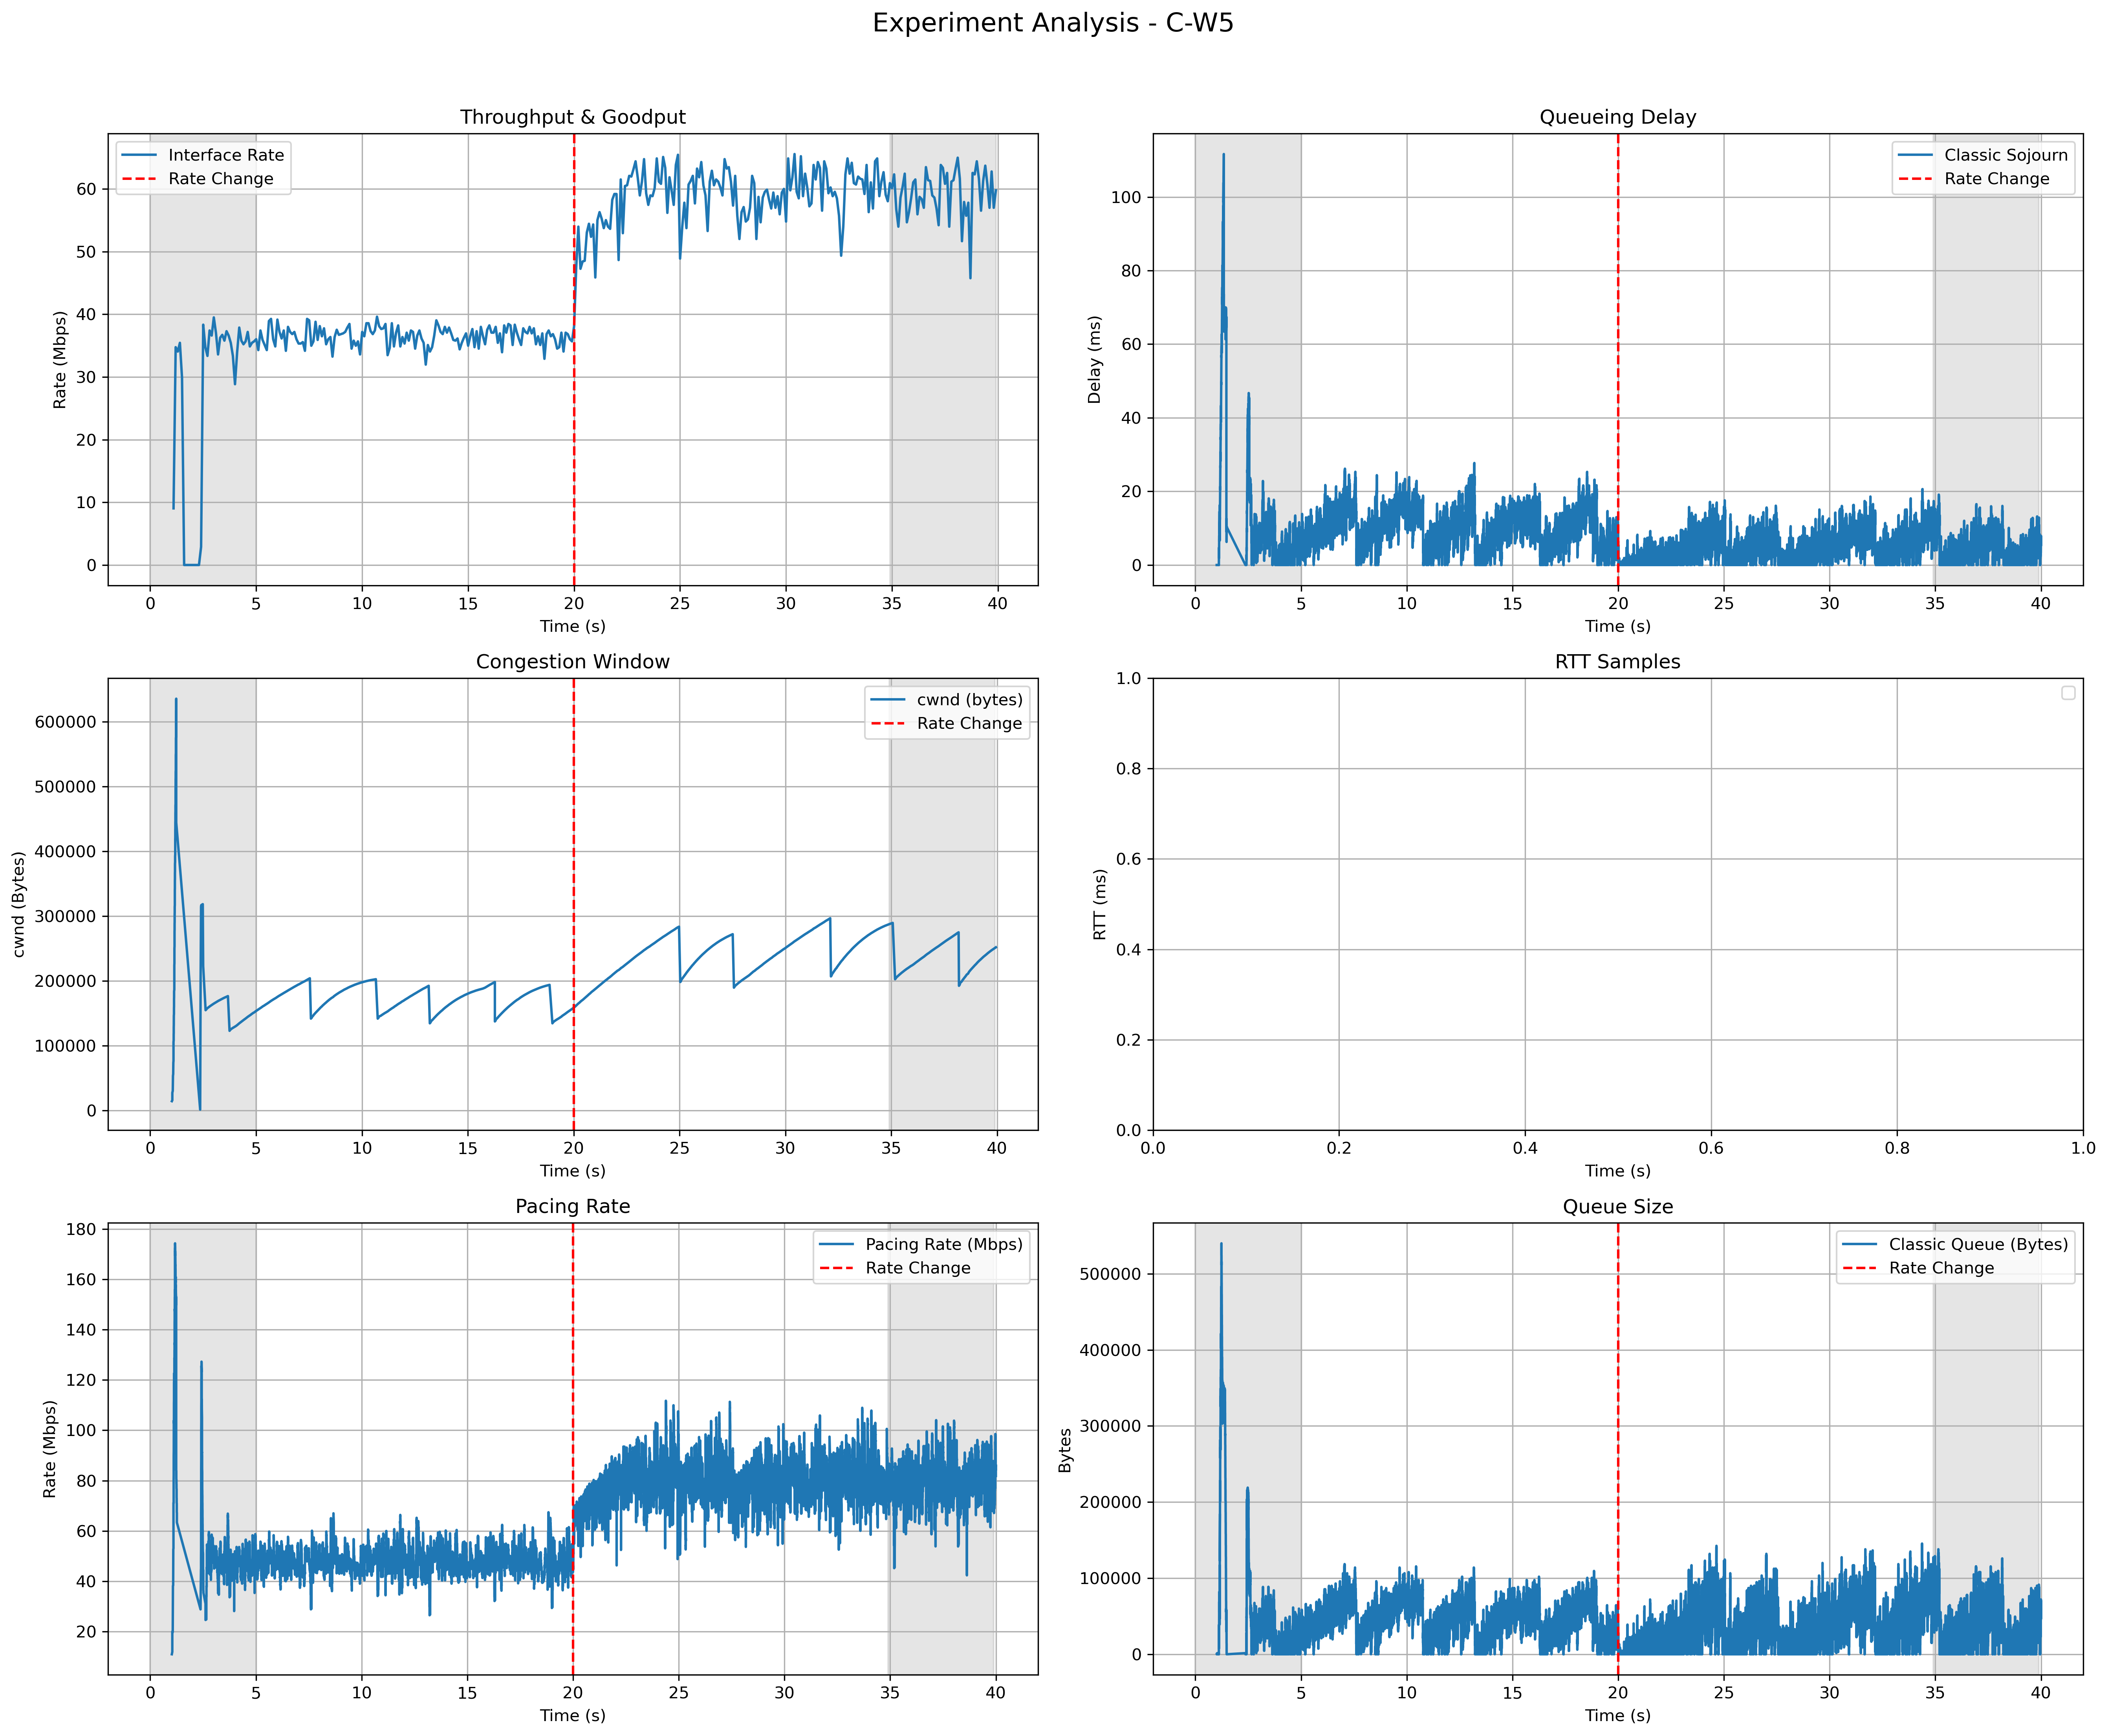 Experiment Analysis - C-W5
Throughput & Goodput
Interface Rate
Rate Change
Rate (Mbps)
60
50
40
30
20
10
0
0 5 10 15 20 25 30 35 40
Time (s)
Queueing Delay
Classic Sojourn
Rate Change
Delay (ms)
100
80
60
40
20
0
0 5 10 15 20 25 30 35 40
Time (s)
Congestion Window
cwnd (bytes)
Rate Change
cwnd (Bytes)
600000
500000
400000
300000
200000
100000
0
0 5 10 15 20 25 30 35 40
Time (s)
RTT Samples
RTT (ms)
1.0
0.8
0.6
0.4
0.2
0.0
0.0 0.2 0.4 0.6 0.8 1.0
Time (s)
Pacing Rate
Pacing Rate (Mbps)
Rate Change
Rate (Mbps)
180
160
140
120
100
80
60
40
20
0 5 10 15 20 25 30 35 40
Time (s)
Queue Size
Classic Queue (Bytes)
Rate Change
Bytes
500000
400000
300000
200000
100000
0
0 5 10 15 20 25 30 35 40
Time (s)